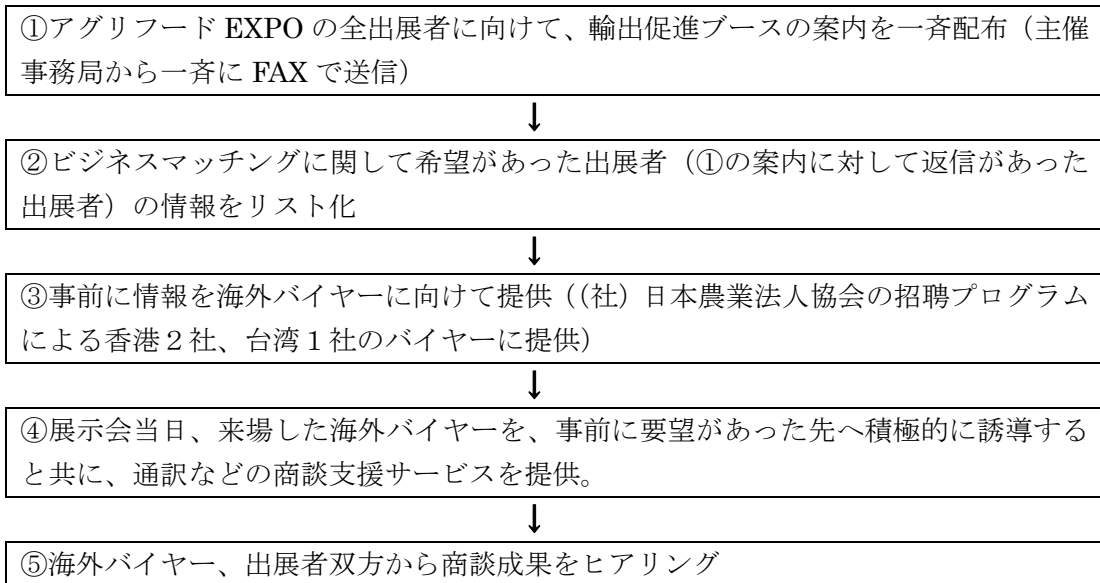 ①アグリフード EXPO の全出展者に向けて、輸出促進ブースの案内を一斉配布（主催
事務局から一斉に FAX で送信）
↓
②ビジネスマッチングに関して希望があった出展者（①の案内に対して返信があった
出展者）の情報をリスト化
↓
③事前に情報を海外バイヤーに向けて提供（(社) 日本農業法人協会の招聘プログラム
による香港２社、台湾１社のバイヤーに提供）
↓
④展示会当日、来場した海外バイヤーを、事前に要望があった先へ積極的に誘導する
と共に、通訳などの商談支援サービスを提供。
↓
⑤海外バイヤー、出展者双方から商談成果をヒアリング